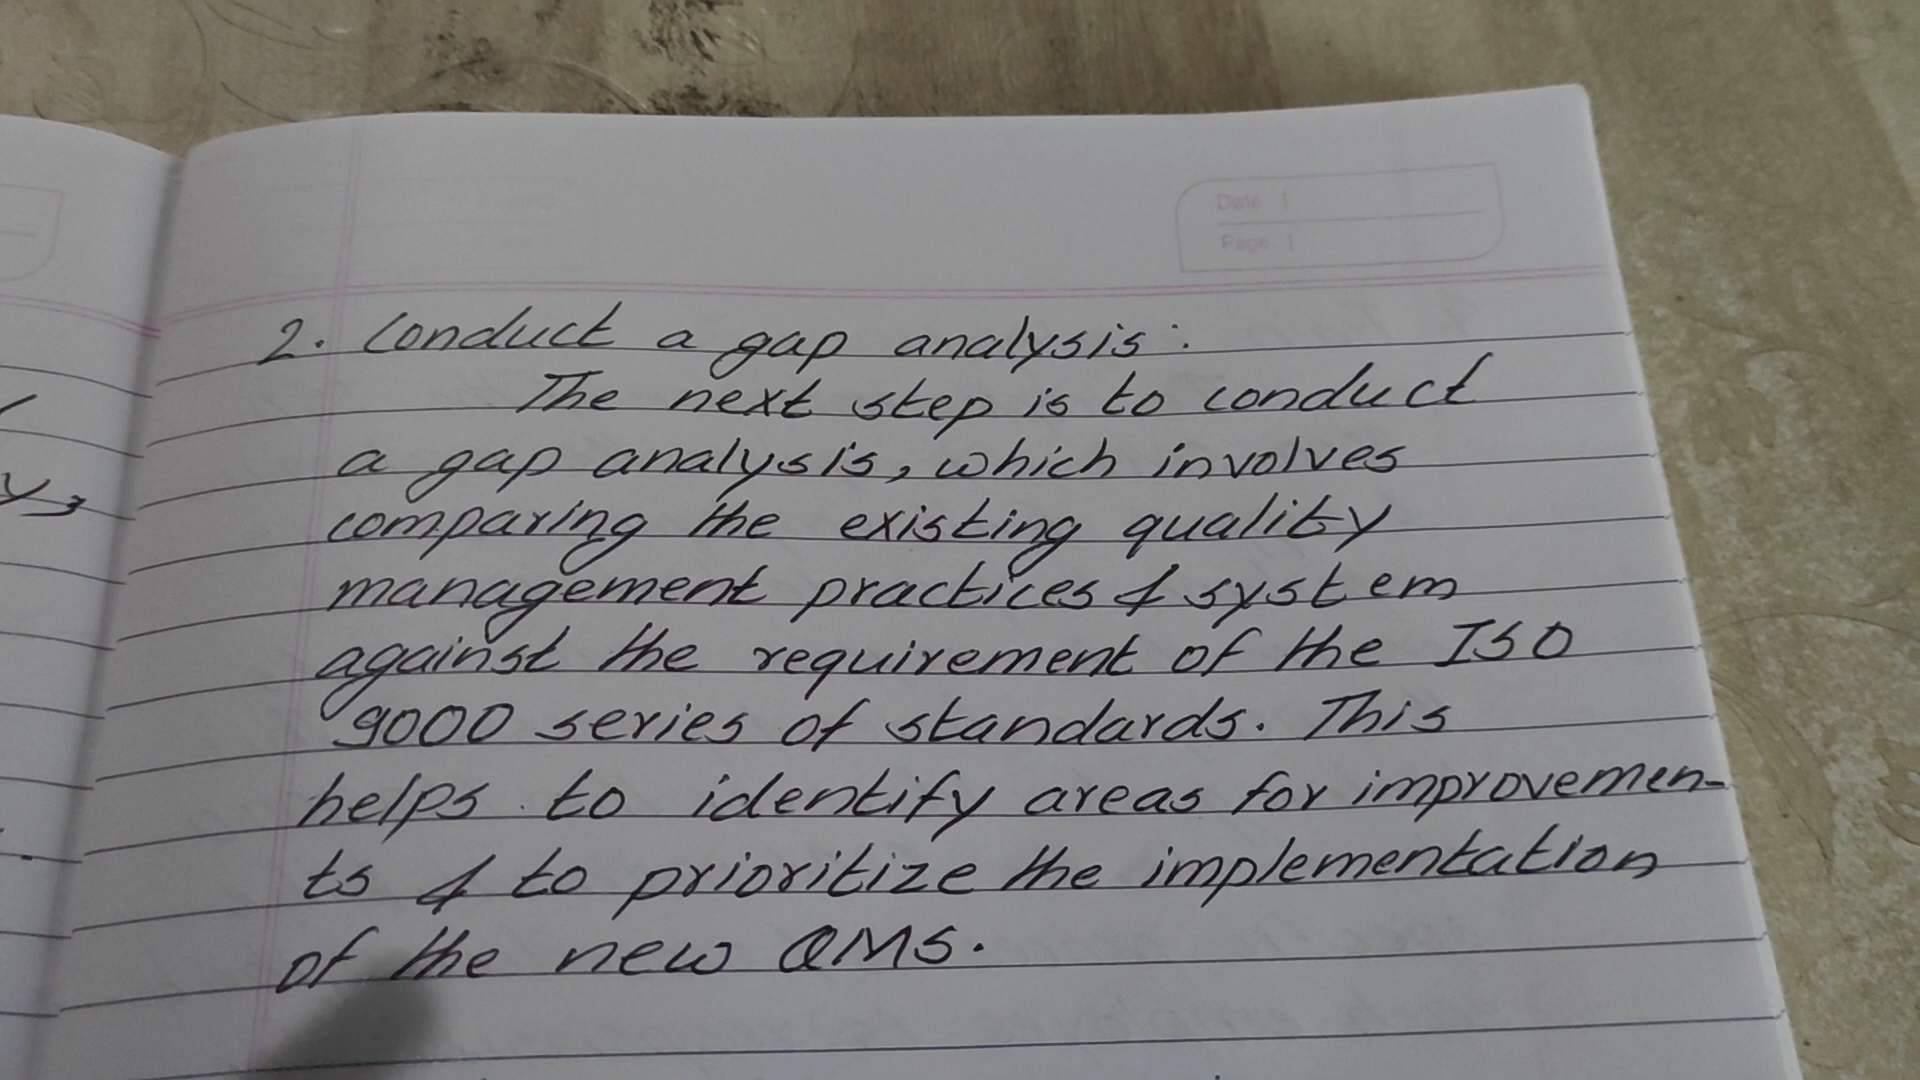 Date
Page
2. Conduct a gap analysis:
The next step is to conduct
a gap analysis, which involves
comparing the existing quality
management practices & system
against the requirement of the ISO
9000 series of standards. This
helps to identify areas for improvemen-
ts & to prioritize the implementation
of the new QMS.